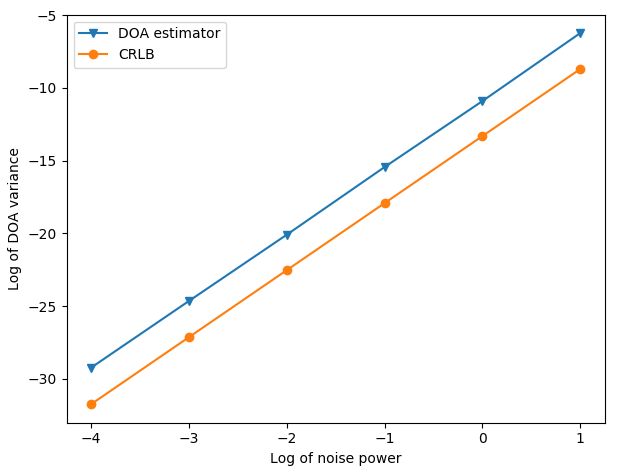 DOA estimator
CRLB
Log of DOA variance
−5
−10
−15
−20
−25
−30
−4 −3 −2 −1 0 1
Log of noise power